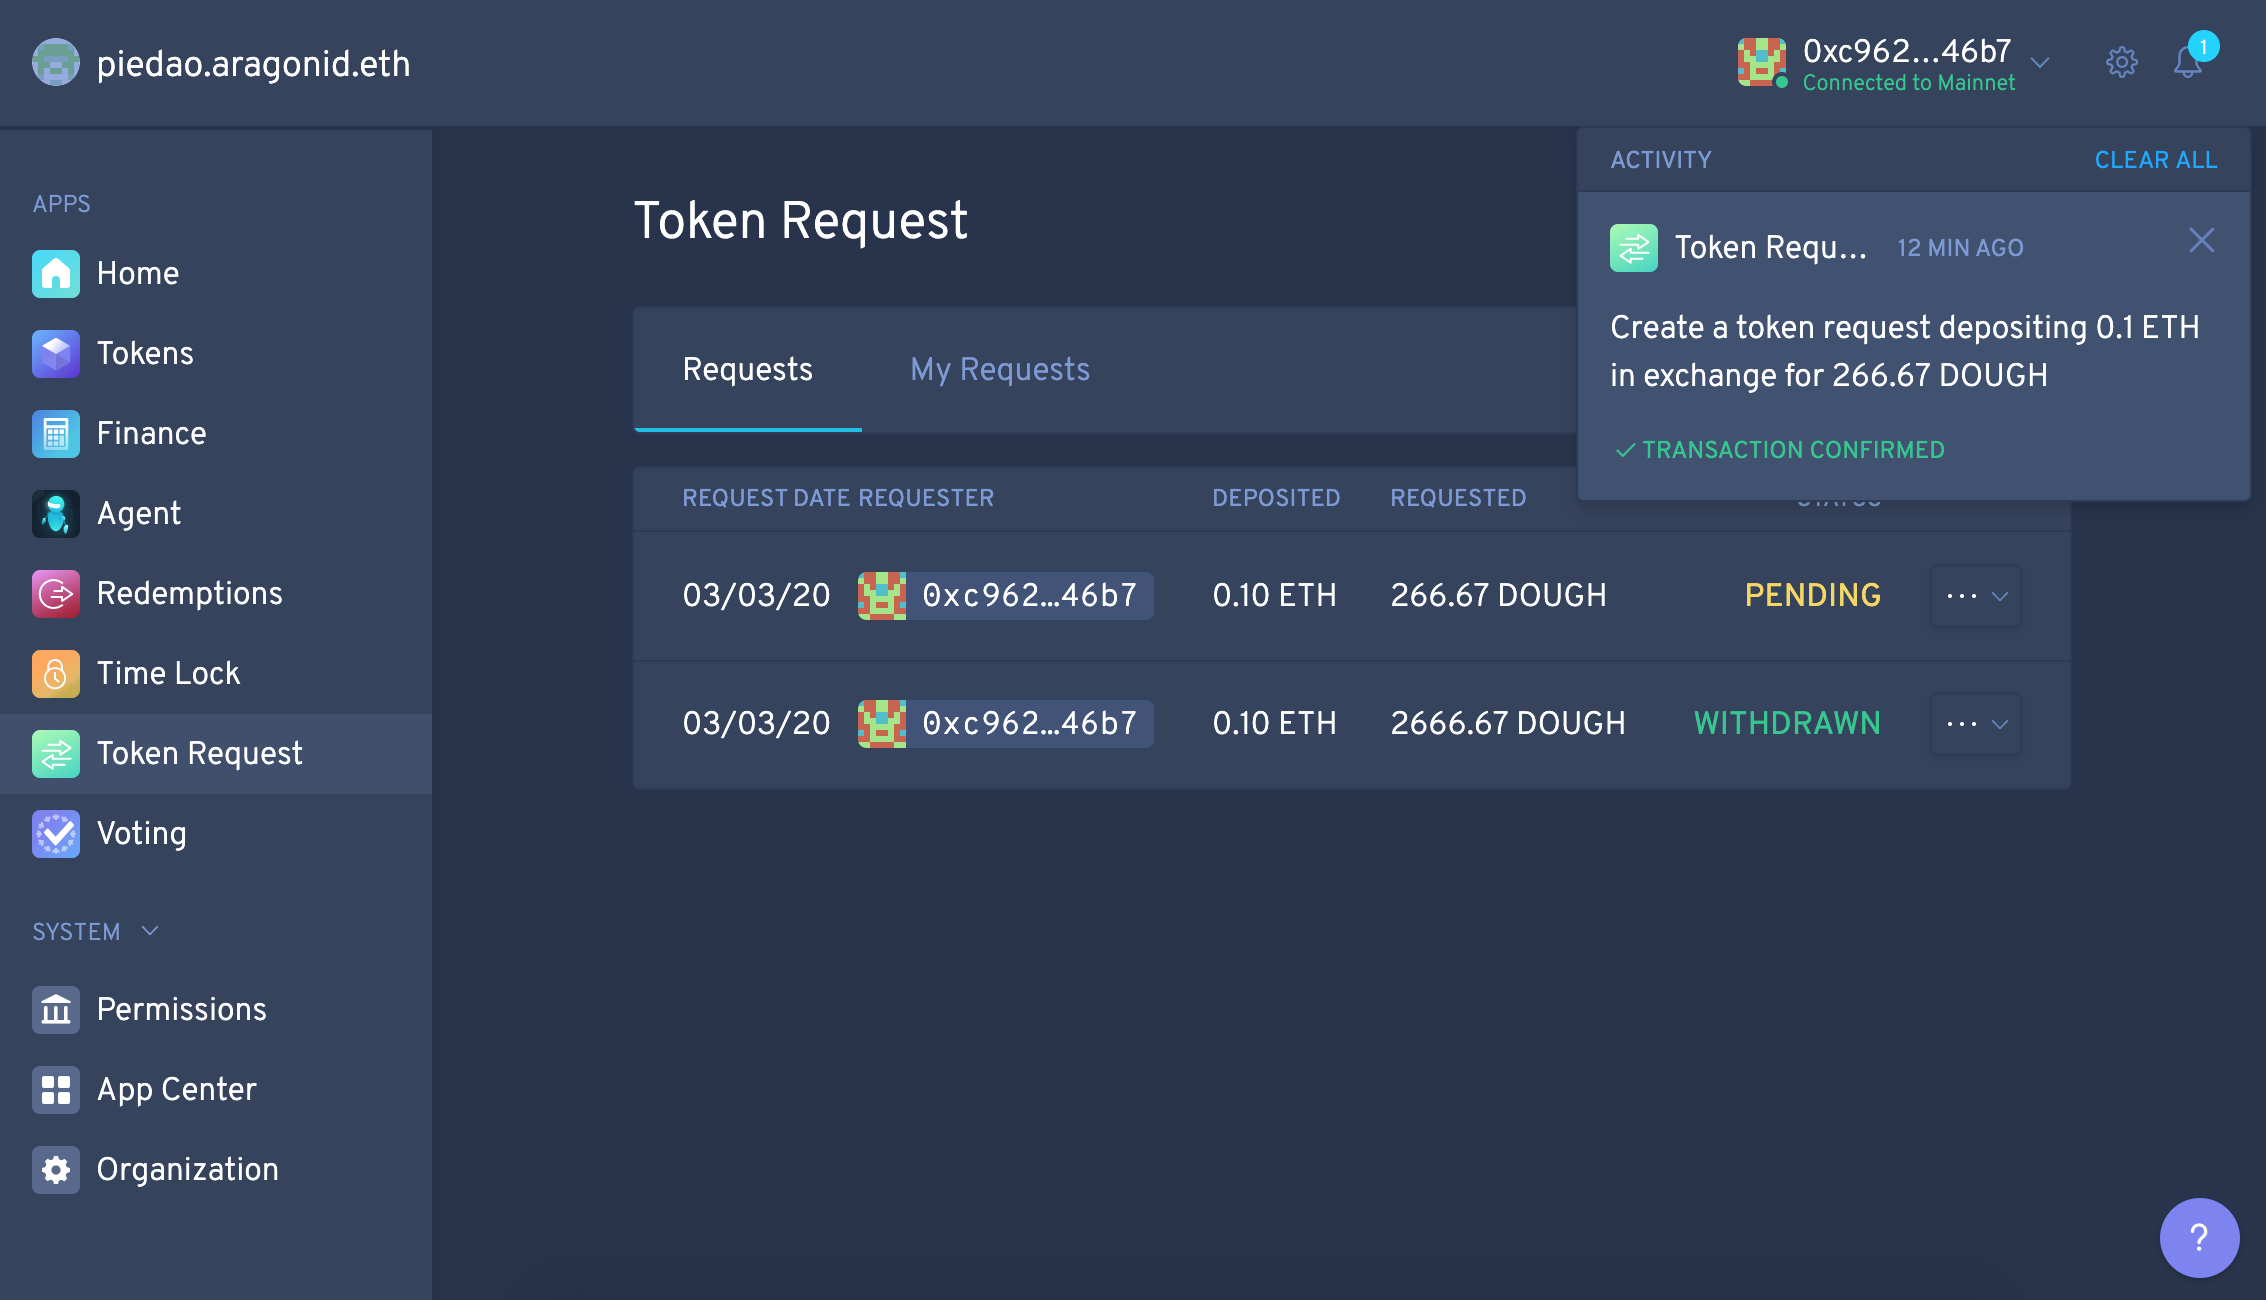 piedao.aragonid.eth
0xc962...46b7
Connected to Mainnet
1
APPS
Home
Tokens
Finance
Agent
Redemptions
Time Lock
Token Request
Voting
SYSTEM
Permissions
App Center
Organization
Token Request
Requests
My Requests
REQUEST DATE REQUESTER DEPOSITED REQUESTED STATUS
03/03/20 0xc962…46b7 0.10 ETH 266.67 DOUGH PENDING
03/03/20 0xc962…46b7 0.10 ETH 2666.67 DOUGH WITHDRAWN
ACTIVITY CLEAR ALL
Token Requ... 12 MIN AGO
Create a token request depositing 0.1 ETH
in exchange for 266.67 DOUGH
TRANSACTION CONFIRMED
?